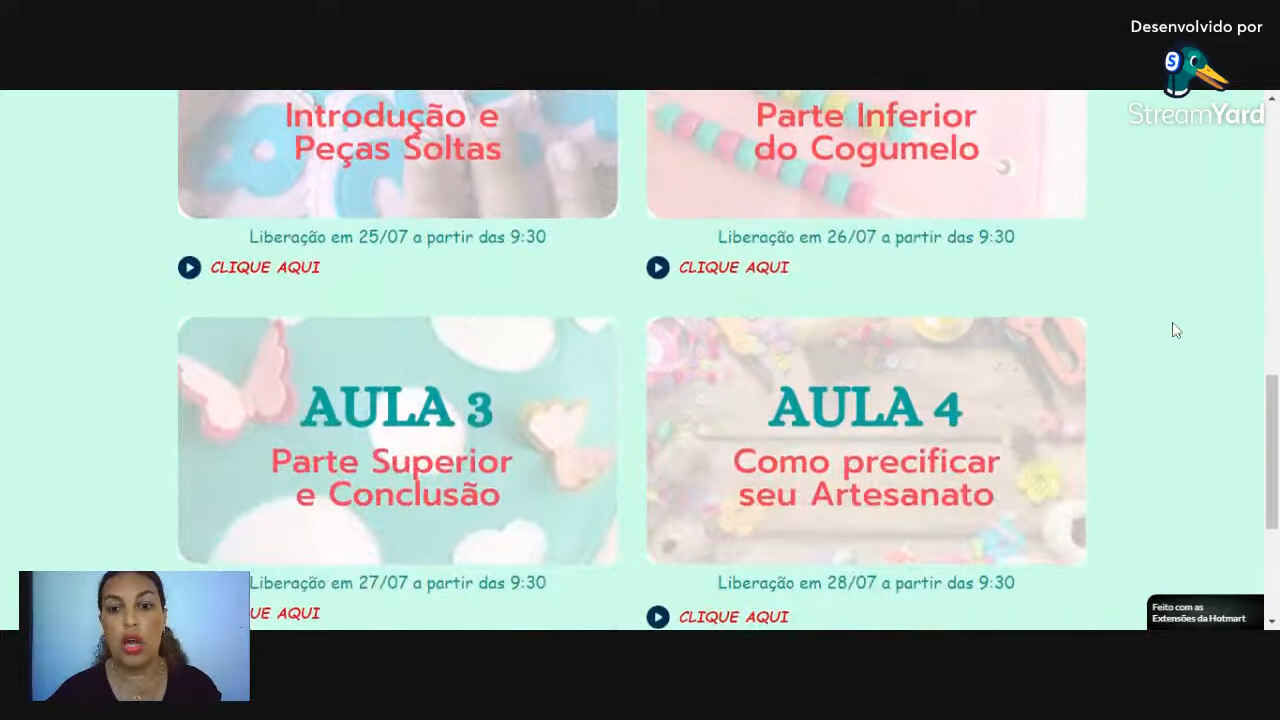 Desenvolvido por
StreamYard
Introdução e
Peças Soltas
Liberação em 25/07 a partir das 9:30
CLIQUE AQUI
Parte Inferior
do Cogumelo
Liberação em 26/07 a partir das 9:30
CLIQUE AQUI
AULA 3
Parte Superior
e Conclusão
Liberação em 27/07 a partir das 9:30
UE AQUI
AULA 4
Como precificar
seu Artesanato
Liberação em 28/07 a partir das 9:30
CLIQUE AQUI
Feito com as
Extensões da Hotmart